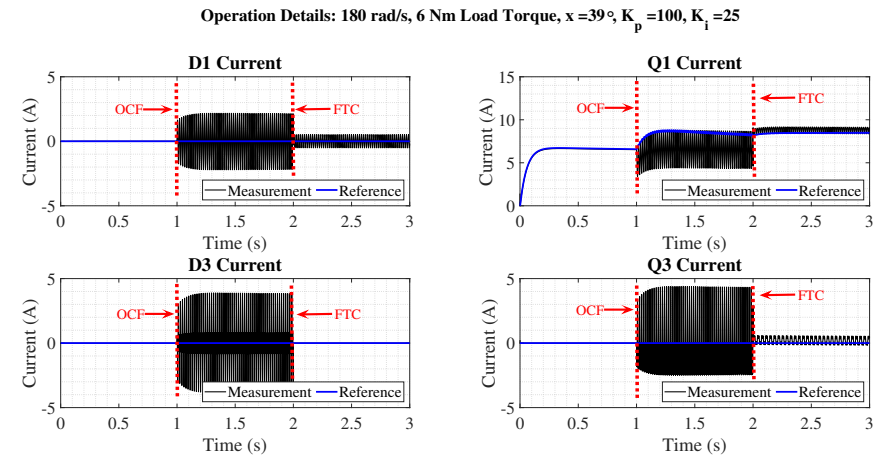 Operation Details: 180 rad/s, 6 Nm Load Torque, x =39°, K_p =100, K_i =25
D1 Current
Current (A)
5
0
-5
OCF
FTC
Measurement Reference
0 0.5 1 1.5 2 2.5 3
Time (s)
Q1 Current
Current (A)
15
10
5
0
OCF
FTC
Measurement Reference
0 0.5 1 1.5 2 2.5 3
Time (s)
D3 Current
Current (A)
5
0
-5
OCF
FTC
Measurement Reference
0 0.5 1 1.5 2 2.5 3
Time (s)
Q3 Current
Current (A)
5
0
-5
OCF
FTC
Measurement Reference
0 0.5 1 1.5 2 2.5 3
Time (s)